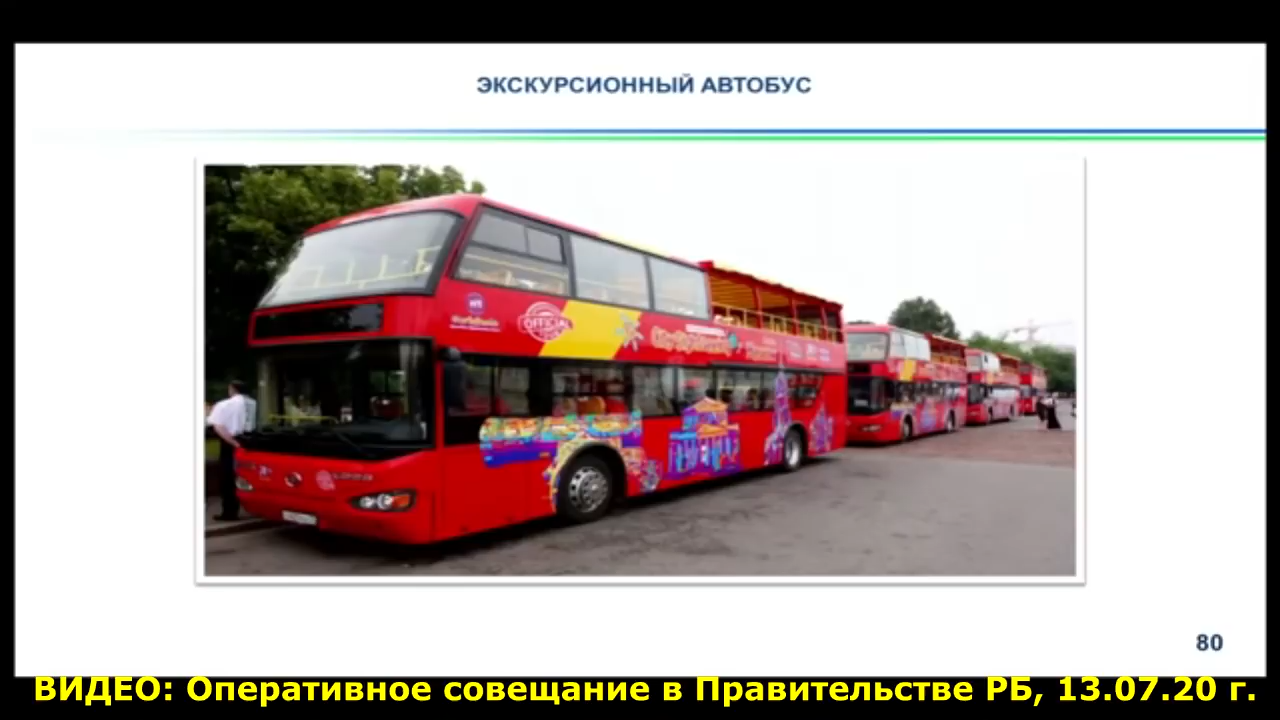 ЭКСКУРСИОННЫЙ АВТОБУС
OFFICIAL
80
ВИДЕО: Оперативное совещание в Правительстве РБ, 13.07.20 г.